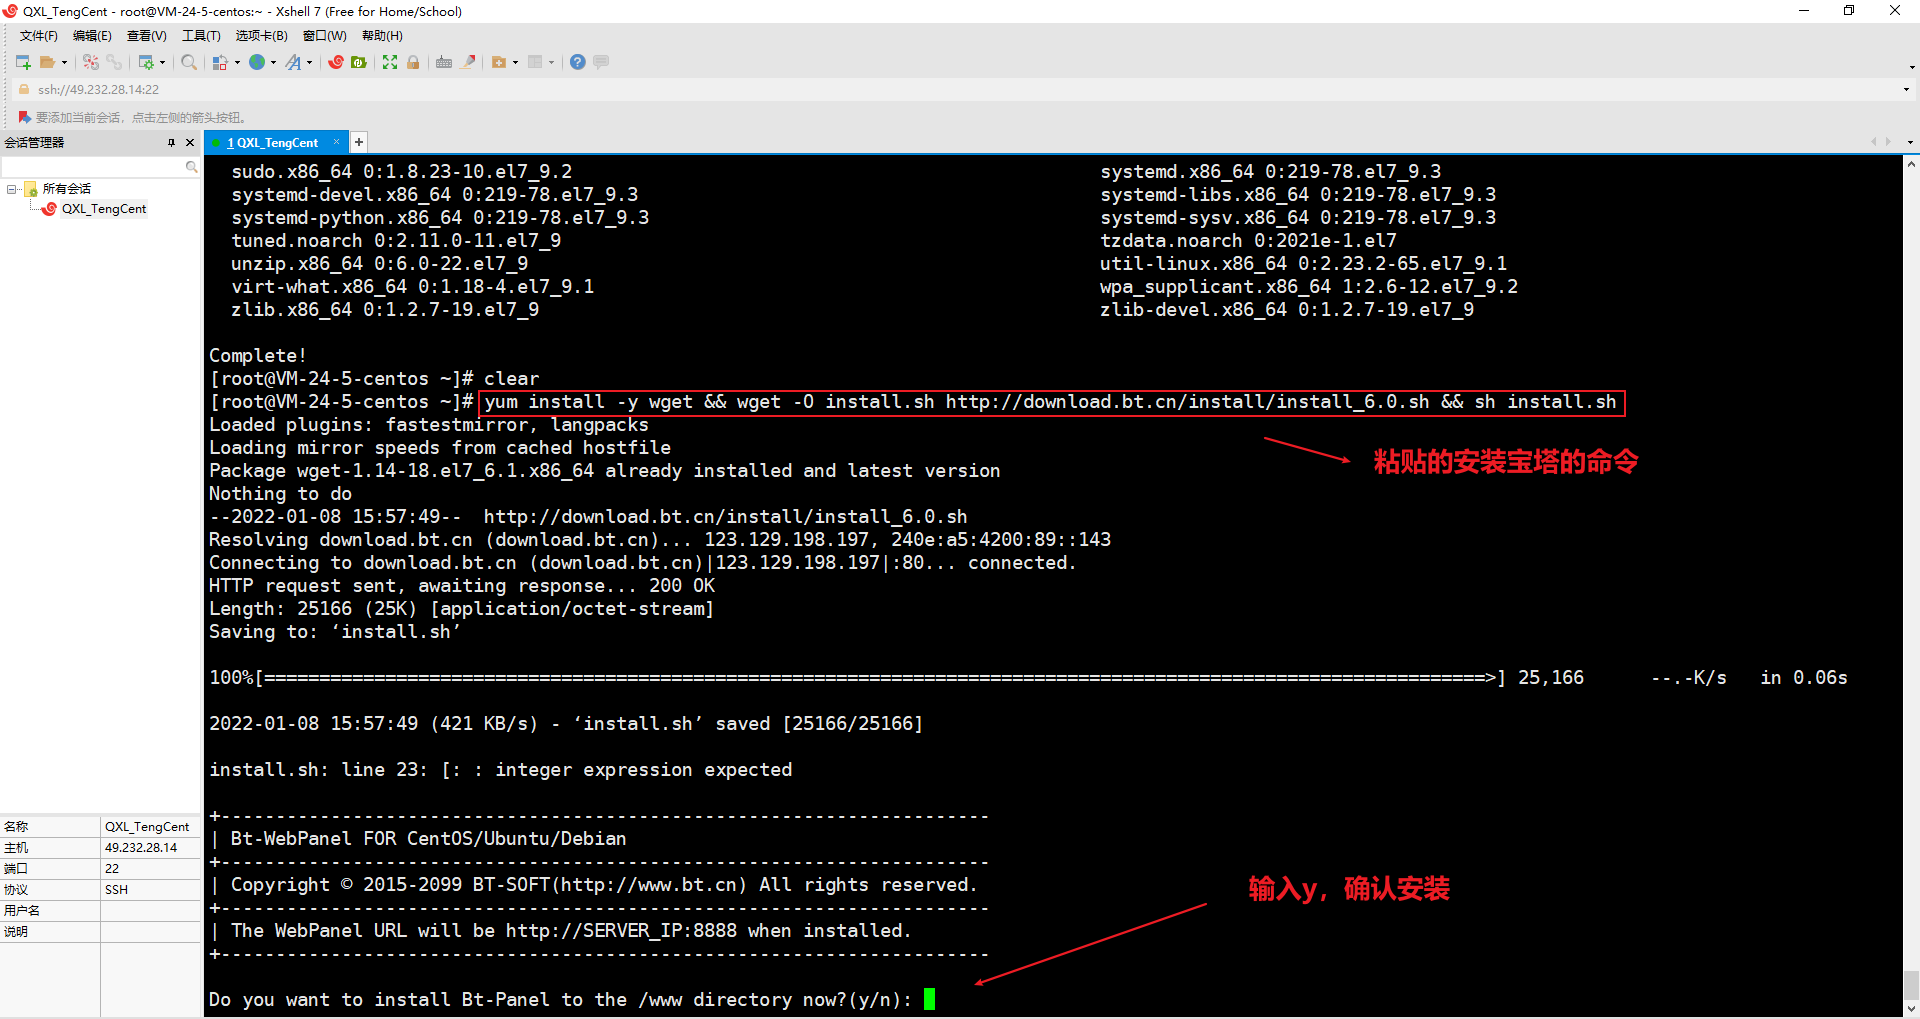 QXL_TengCent - root@VM-24-5-centos:~ - Xshell 7 (Free for Home/School)
文件(F) 编辑(E) 查看(V) 工具(T) 选项卡(B) 窗口(W) 帮助(H)
ssh://49.232.28.14:22
要添加当前会话，点击左侧的箭头按钮。
会话管理器
1 QXL_TengCent
所有会话
QXL_TengCent
sudo.x86_64 0:1.8.23-10.el7_9.2 systemd.x86_64 0:219-78.el7_9.3
systemd-devel.x86_64 0:219-78.el7_9.3 systemd-libs.x86_64 0:219-78.el7_9.3
systemd-python.x86_64 0:219-78.el7_9.3 systemd-sysv.x86_64 0:219-78.el7_9.3
tuned.noarch 0:2.11.0-11.el7_9 tzdata.noarch 0:2021e-1.el7
unzip.x86_64 0:6.0-22.el7_9 util-linux.x86_64 0:2.23.2-65.el7_9.1
virt-what.x86_64 0:1.18-4.el7_9.1 wpa_supplicant.x86_64 1:2.6-12.el7_9.2
zlib.x86_64 0:1.2.7-19.el7_9 zlib-devel.x86_64 0:1.2.7-19.el7_9
Complete!
[root@VM-24-5-centos ~]# clear
[root@VM-24-5-centos ~]# yum install -y wget && wget -O install.sh http://download.bt.cn/install/install_6.0.sh && sh install.sh
Loaded plugins: fastestmirror, langpacks
Loading mirror speeds from cached hostfile
粘贴的安装宝塔的命令
Package wget-1.14-18.el7_6.1.x86_64 already installed and latest version
Nothing to do
--2022-01-08 15:57:49--  http://download.bt.cn/install/install_6.0.sh
Resolving download.bt.cn (download.bt.cn)... 123.129.198.197, 240e:a5:4200:89::143
Connecting to download.bt.cn (download.bt.cn)|123.129.198.197|:80... connected.
HTTP request sent, awaiting response... 200 OK
Length: 25166 (25K) [application/octet-stream]
Saving to: ‘install.sh’
100%[===============================================================================================================>] 25,166      --.-K/s   in 0.06s
2022-01-08 15:57:49 (421 KB/s) - ‘install.sh’ saved [25166/25166]
install.sh: line 23: [: : integer expression expected
+----------------------------------------------------------------------
| Bt-WebPanel FOR CentOS/Ubuntu/Debian
+----------------------------------------------------------------------
| Copyright © 2015-2099 BT-SOFT(http://www.bt.cn) All rights reserved.
+----------------------------------------------------------------------
| The WebPanel URL will be http://SERVER_IP:8888 when installed.
+----------------------------------------------------------------------
输入y，确认安装
Do you want to install Bt-Panel to the /www directory now?(y/n):
名称 QXL_TengCent
主机 49.232.28.14
端口 22
协议 SSH
用户名
说明